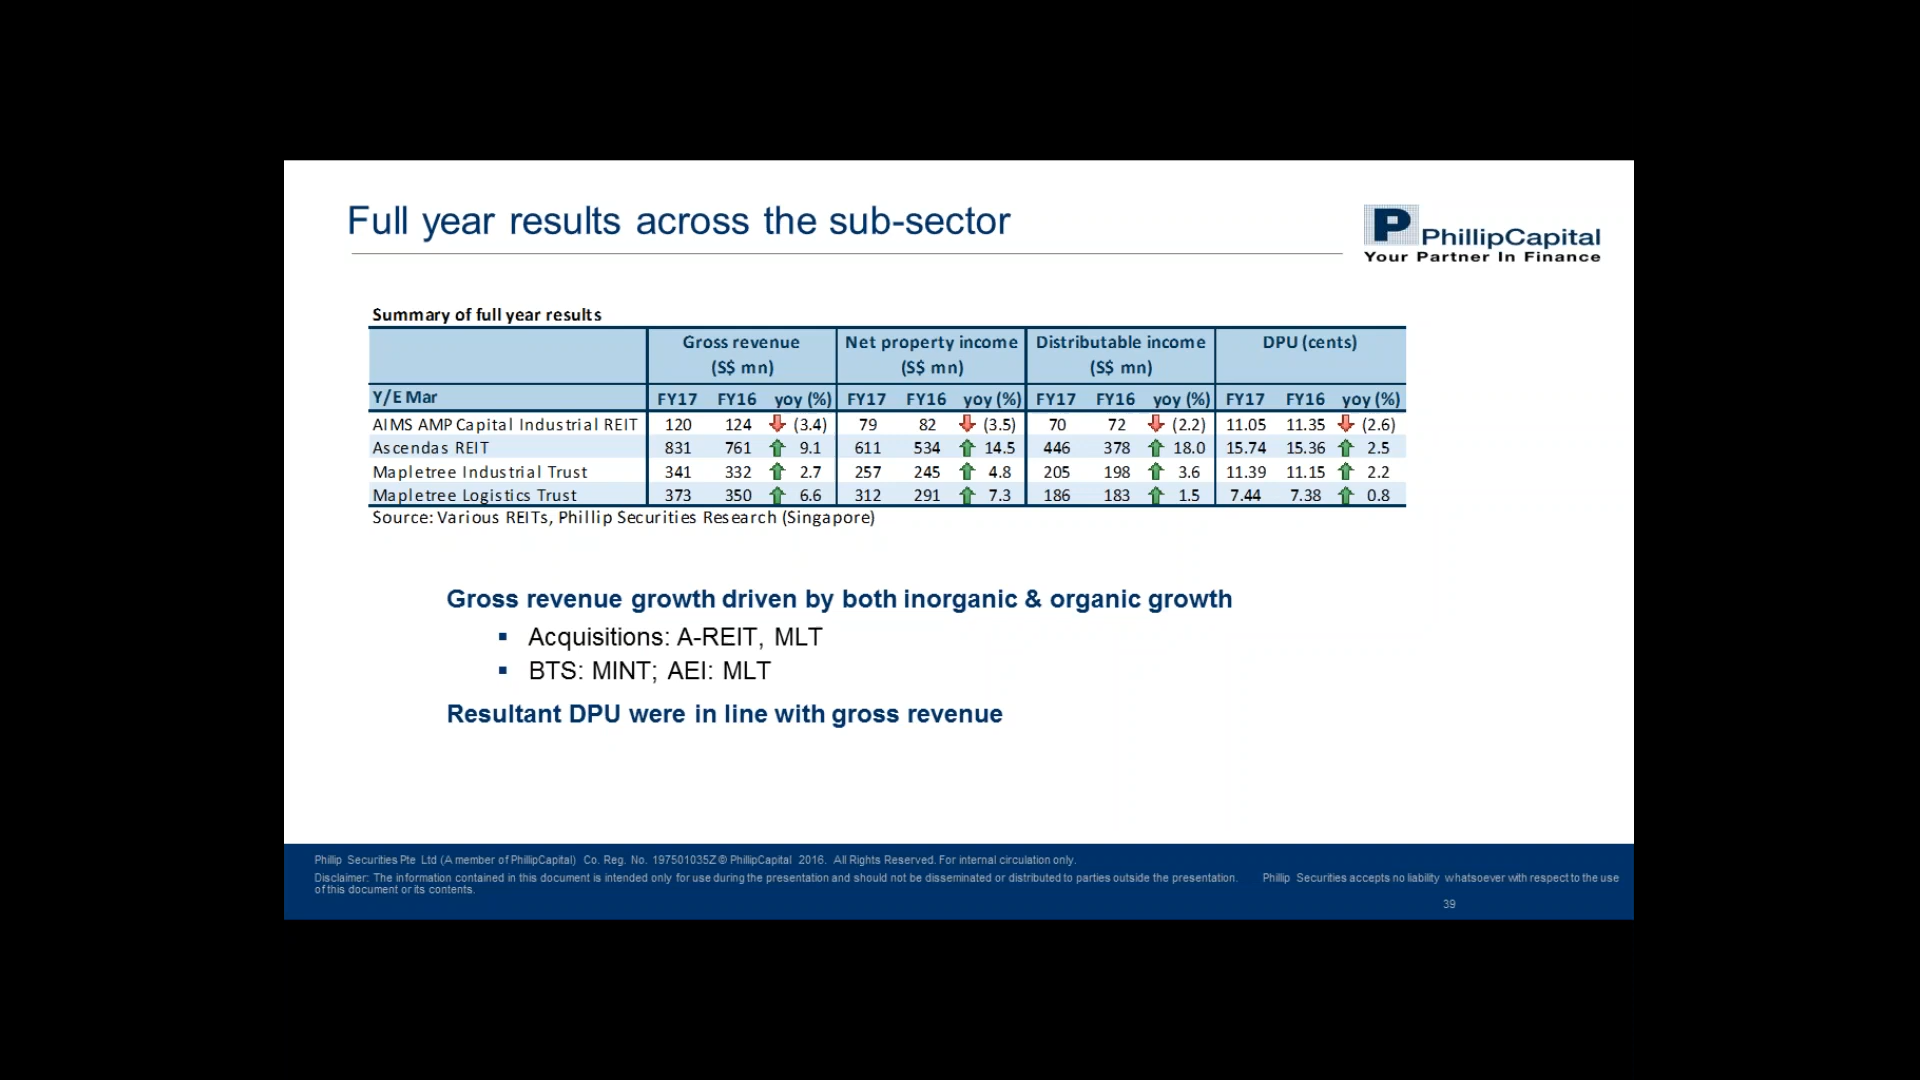 Full year results across the sub-sector
P PhillipCapital
Your Partner In Finance
Summary of full year results
Gross revenue Net property income Distributable income DPU (cents)
(S$ mn) (S$ mn) (S$ mn)
Y/E Mar FY17 FY16 yoy (%) FY17 FY16 yoy (%) FY17 FY16 yoy (%) FY17 FY16 yoy (%)
AIMS AMP Capital Industrial REIT 120 124 (3.4) 79 82 (3.5) 70 72 (2.2) 11.05 11.35 (2.6)
Ascendas REIT 831 761 9.1 611 534 14.5 446 378 18.0 15.74 15.36 2.5
Mapletree Industrial Trust 341 332 2.7 257 245 4.8 205 198 3.6 11.39 11.15 2.2
Mapletree Logistics Trust 373 350 6.6 312 291 7.3 186 183 1.5 7.44 7.38 0.8
Source: Various REITs, Phillip Securities Research (Singapore)
Gross revenue growth driven by both inorganic & organic growth
▪ Acquisitions: A-REIT, MLT
▪ BTS: MINT; AEI: MLT
Resultant DPU were in line with gross revenue
Phillip Securities Pte Ltd (A member of PhillipCapital) Co. Reg. No. 197501035Z © PhillipCapital 2016. All Rights Reserved. For internal circulation only.
Disclaimer: The information contained in this document is intended only for use during the presentation and should not be disseminated or distributed to parties outside the presentation. Phillip Securities accepts no liability whatsoever with respect to the use
of this document or its contents.
39